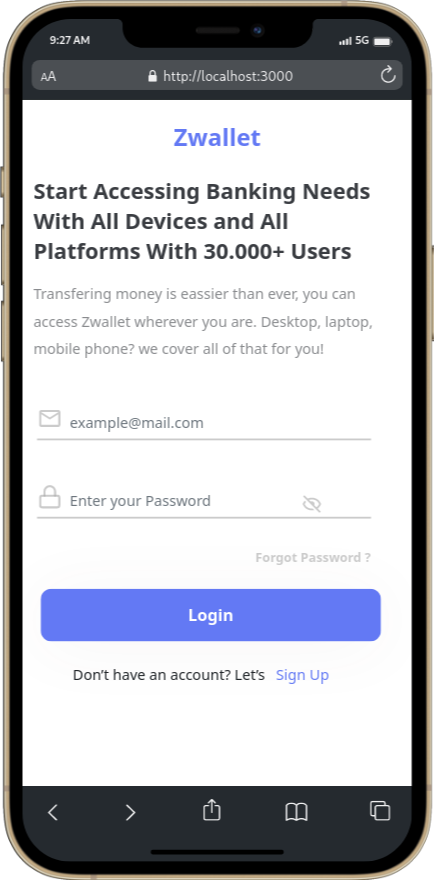 9:27 AM
5G
AA
http://localhost:3000
Zwallet
Start Accessing Banking Needs
With All Devices and All
Platforms With 30.000+ Users
Transfering money is eassier than ever, you can
access Zwallet wherever you are. Desktop, laptop,
mobile phone? we cover all of that for you!
example@mail.com
Enter your Password
Forgot Password ?
Login
Don’t have an account? Let’s Sign Up